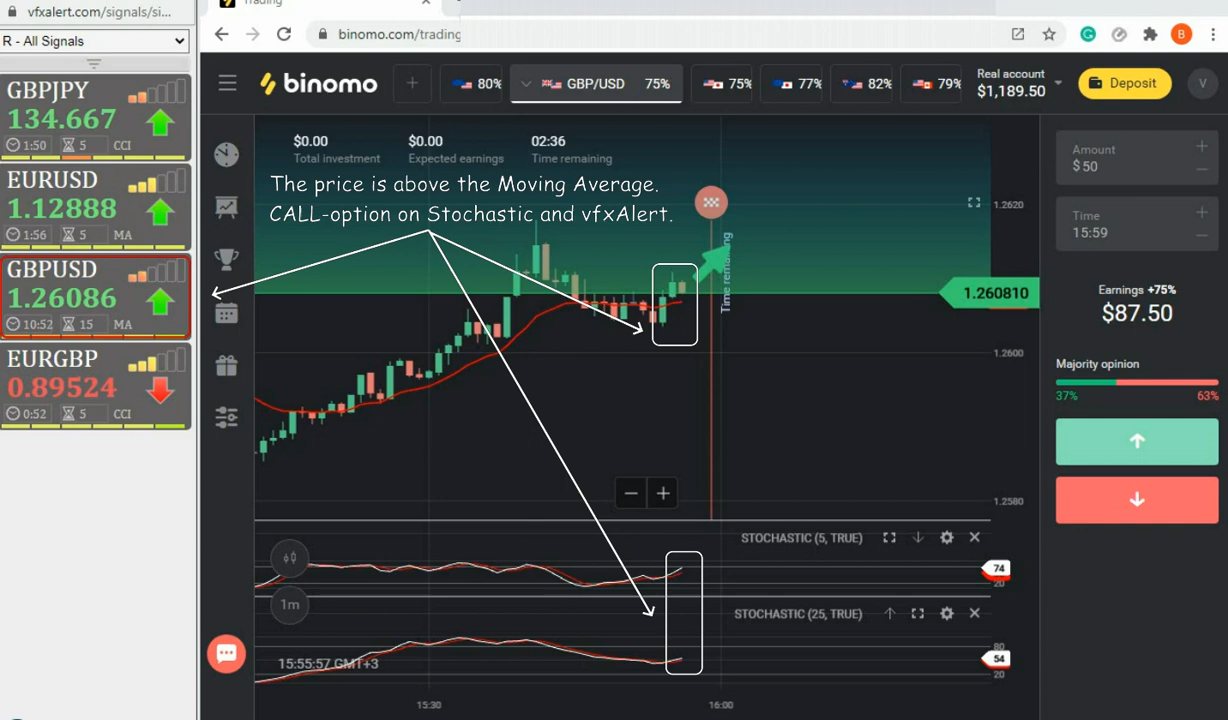 vfxalert.com/signals/si...
R - All Signals
GBPJPY
134.667
1:50 5 CCI
EURUSD
1.12888
1:56 5 MA
GBPUSD
1.26086
10:52 15 MA
EURGBP
0.89524
0:52 5 CCI
Trading
binomo.com/trading
B
binomo
+
80%
GBP/USD 75%
75%
77%
82%
79%
Real account
$1,189.50
Deposit
V
$0.00 $0.00 02:36
Total investment Expected earnings Time remaining
The price is above the Moving Average.
CALL-option on Stochastic and vfxAlert.
Time remaining
1.2620
1.260810
1.2600
1.2580
Amount
$ 50
Time
15:59
Earnings +75%
$87.50
Majority opinion
37% 63%
STOCHASTIC (5, TRUE)
74
20
1m
STOCHASTIC (25, TRUE)
80
54
20
15:55:57 GMT+3
15:30 16:00